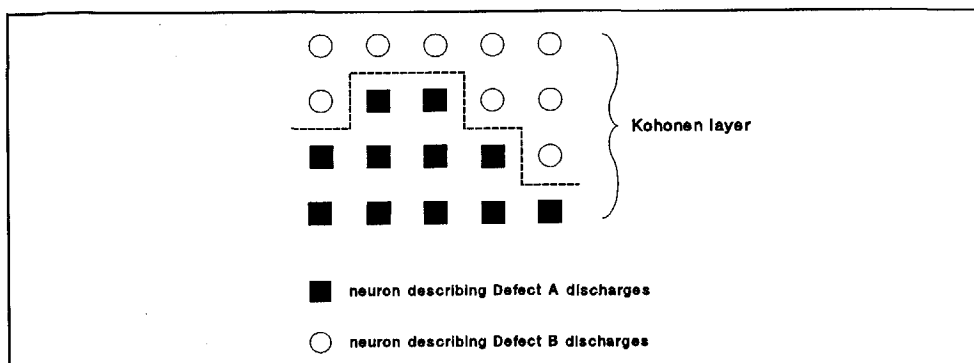 Kohonen layer
neuron describing Defect A discharges
neuron describing Defect B discharges